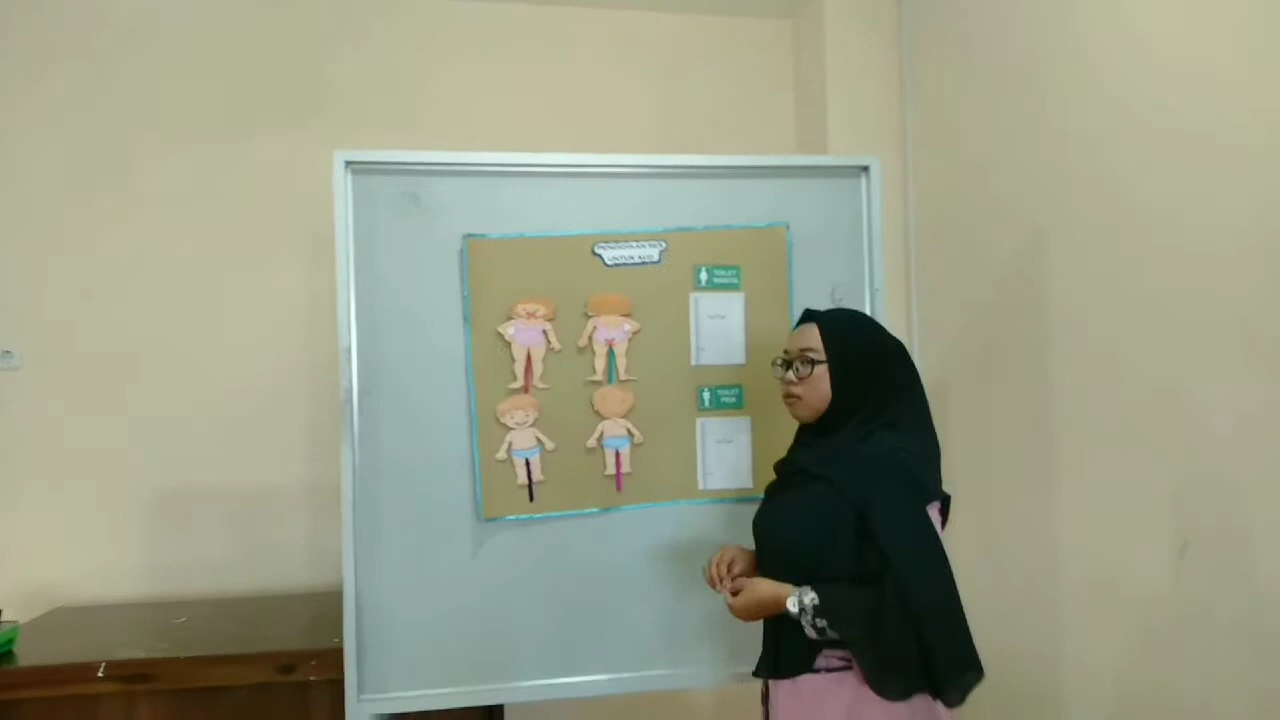 PENDIDIKAN SEX
UNTUK AUD
TOILET
WANITA
TOILET
PRIA